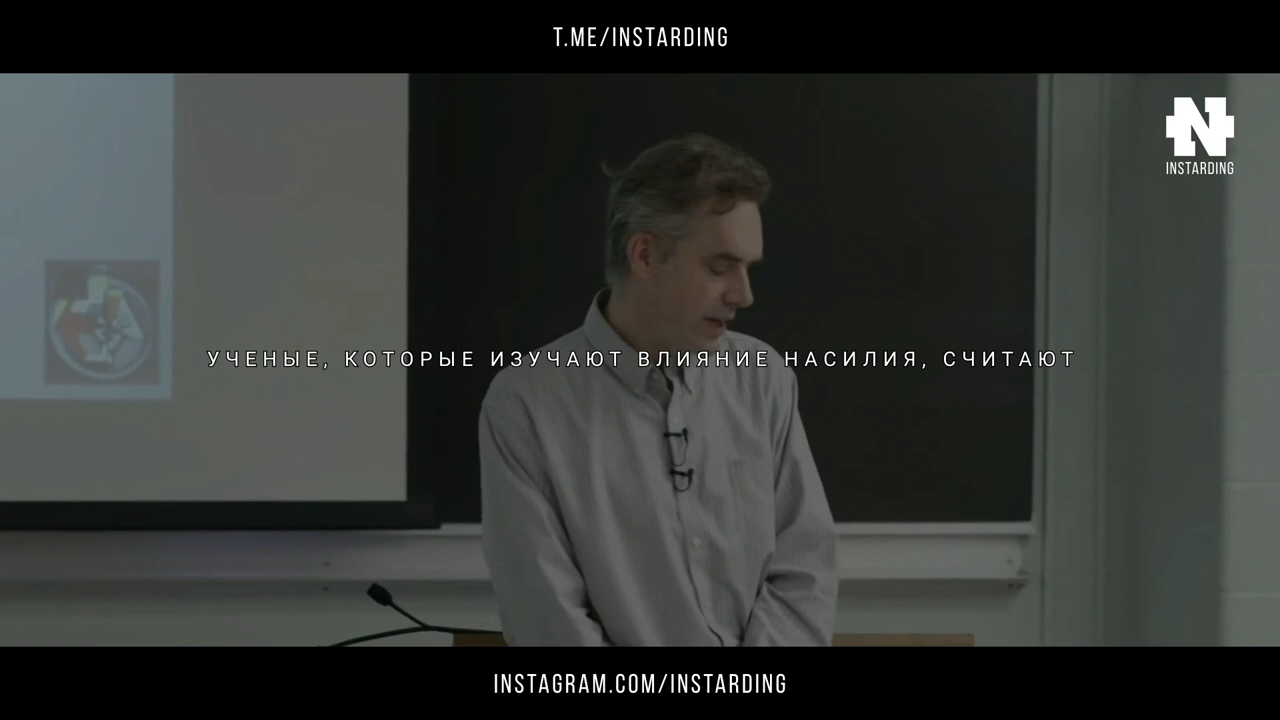 T.ME/INSTARDING
N
INSTARDING
УЧЕНЫЕ, КОТОРЫЕ ИЗУЧАЮТ ВЛИЯНИЕ НАСИЛИЯ, СЧИТАЮТ
INSTAGRAM.COM/INSTARDING